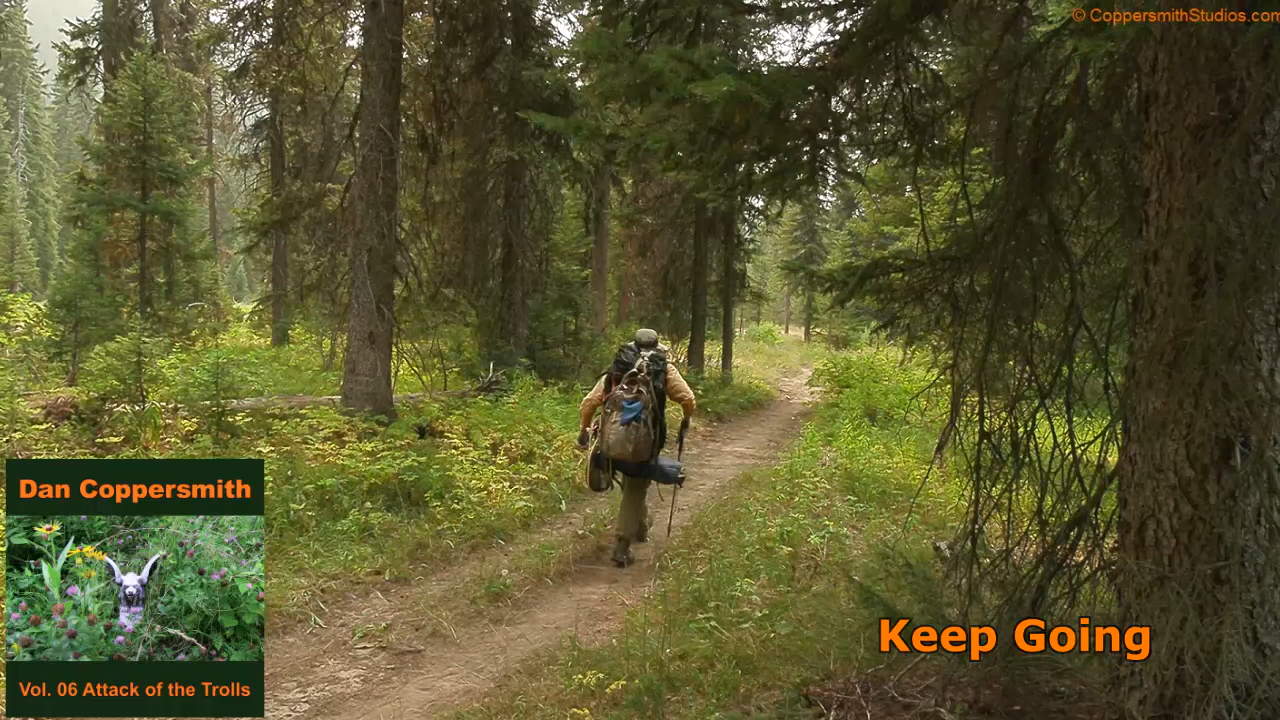 © CoppersmithStudios.com
Dan Coppersmith
Vol. 06 Attack of the Trolls
Keep Going